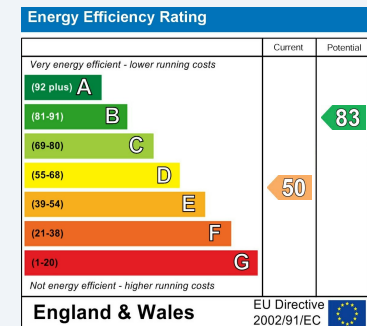 Energy Efficiency Rating
Current Potential
Very energy efficient - lower running costs
(92 plus) A
(81-91) B
83
(69-80) C
(55-68) D
50
(39-54) E
(21-38) F
(1-20) G
Not energy efficient - higher running costs
England & Wales
EU Directive
2002/91/EC